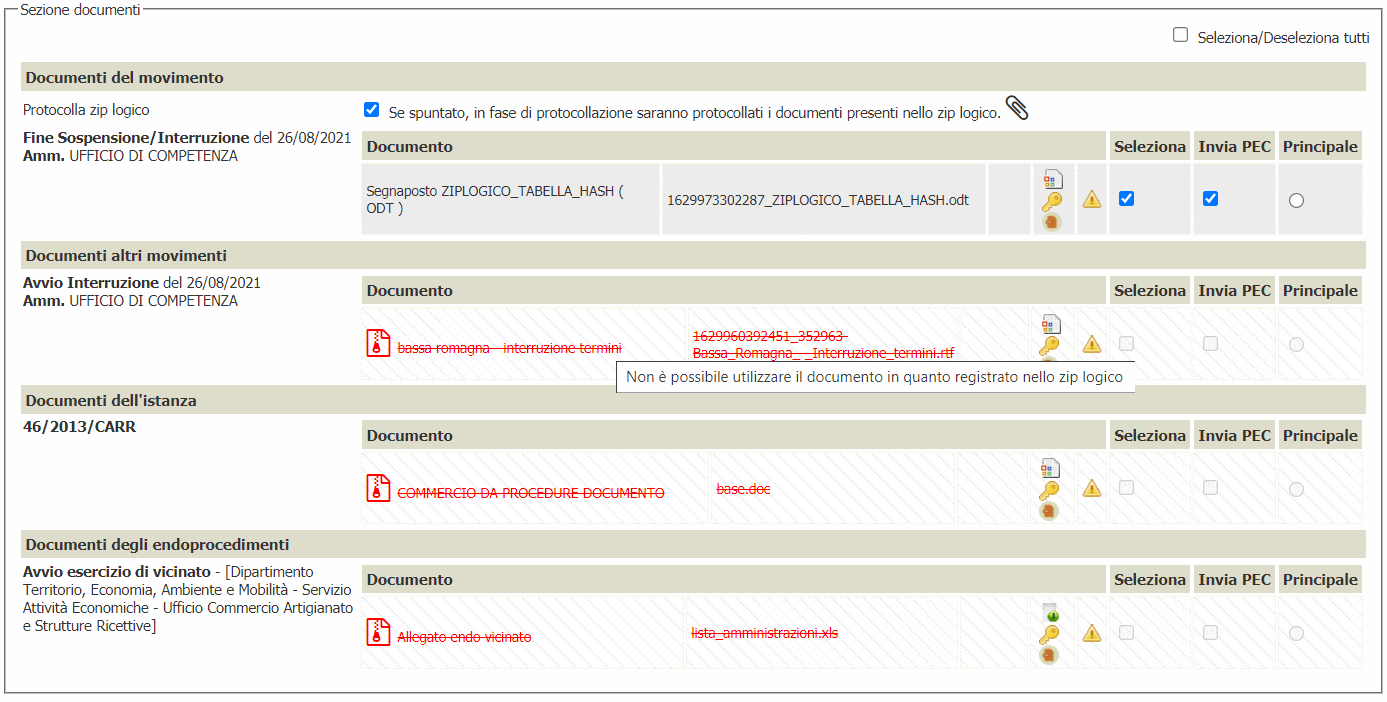 Sezione documenti
Seleziona/Deseleziona tutti
Documenti del movimento
Protocolla zip logico
Se spuntato, in fase di protocollazione saranno protocollati i documenti presenti nello zip logico.
Fine Sospensione/Interruzione del 26/08/2021
Amm. UFFICIO DI COMPETENZA
Documento Seleziona Invia PEC Principale
Segnaposto ZIPLOGICO_TABELLA_HASH (
ODT )
1629973302287_ZIPLOGICO_TABELLA_HASH.odt
Documenti altri movimenti
Avvio Interruzione del 26/08/2021
Amm. UFFICIO DI COMPETENZA
Documento Seleziona Invia PEC Principale
bassa romagna - interruzione termini
1629960392451_352963-
Bassa_Romagna_-_Interruzione_termini.rtf
Non è possibile utilizzare il documento in quanto registrato nello zip logico
Documenti dell'istanza
46/2013/CARR
Documento Seleziona Invia PEC Principale
COMMERCIO DA PROCEDURE DOCUMENTO
base.doc
Documenti degli endoprocedimenti
Avvio esercizio di vicinato - [Dipartimento
Territorio, Economia, Ambiente e Mobilità - Servizio
Attività Economiche - Ufficio Commercio Artigianato
e Strutture Ricettive]
Documento Seleziona Invia PEC Principale
Allegato endo vicinato
lista_amministrazioni.xls